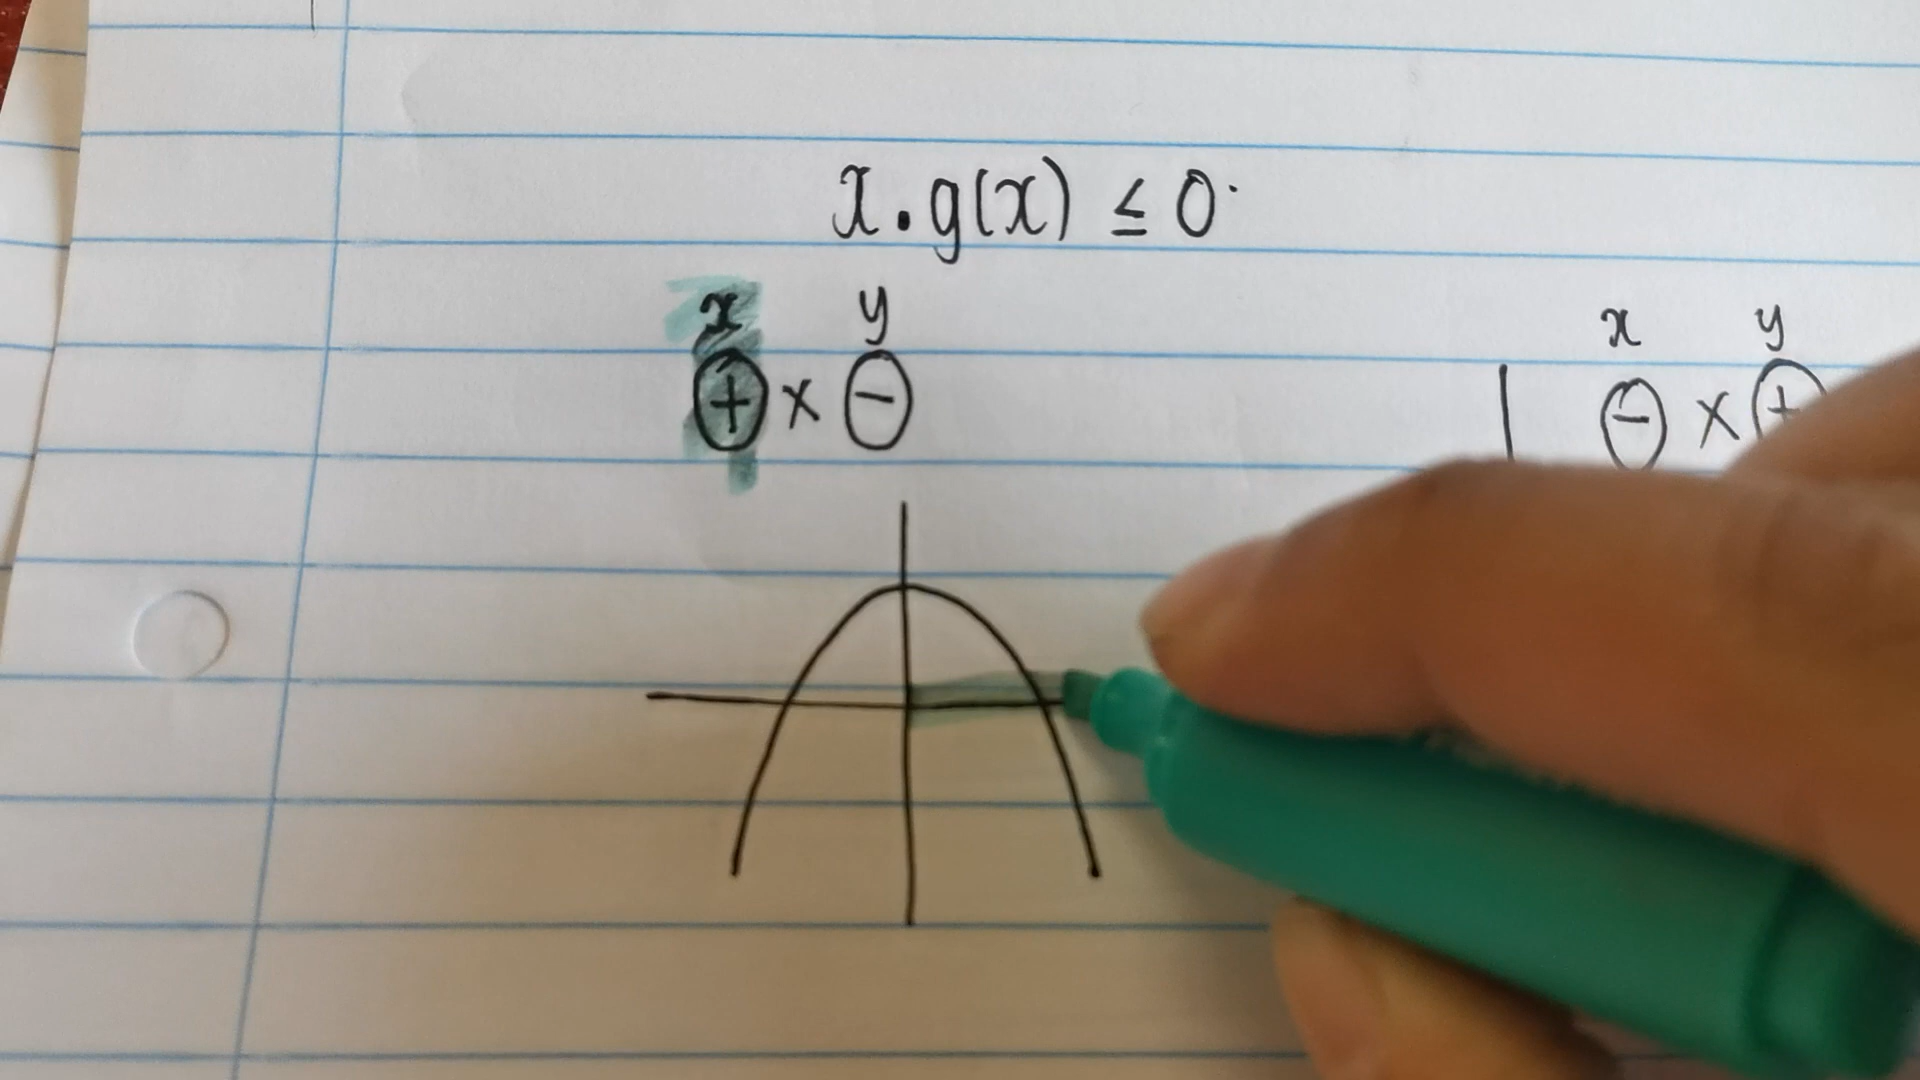 x . g(x) ≤ 0
x y x y
⊕ × ⊖ | ⊖ × ⊕